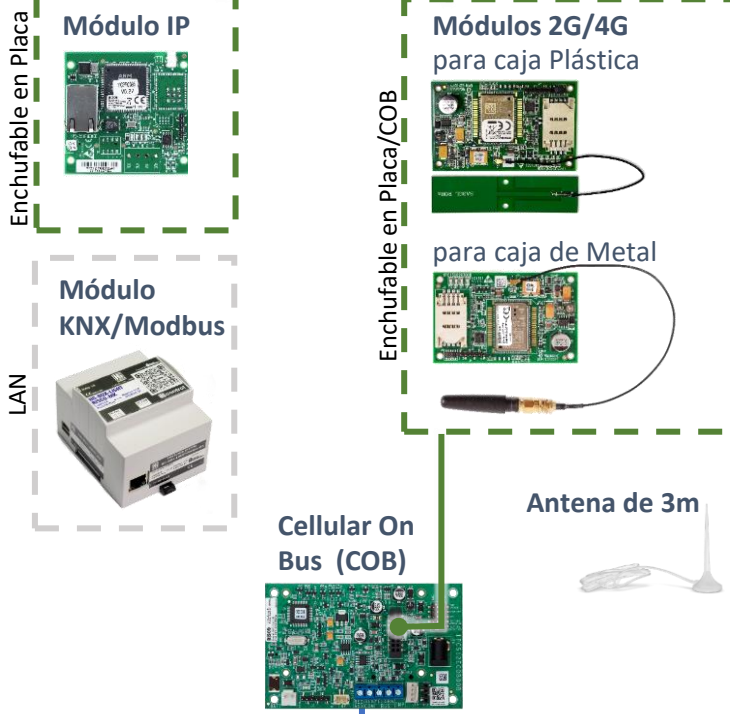 Enchufable en Placa
Módulo IP
Enchufable en Placa/COB
Módulos 2G/4G
para caja Plástica
para caja de Metal
LAN
Módulo
KNX/Modbus
Cellular On
Bus (COB)
Antena de 3m